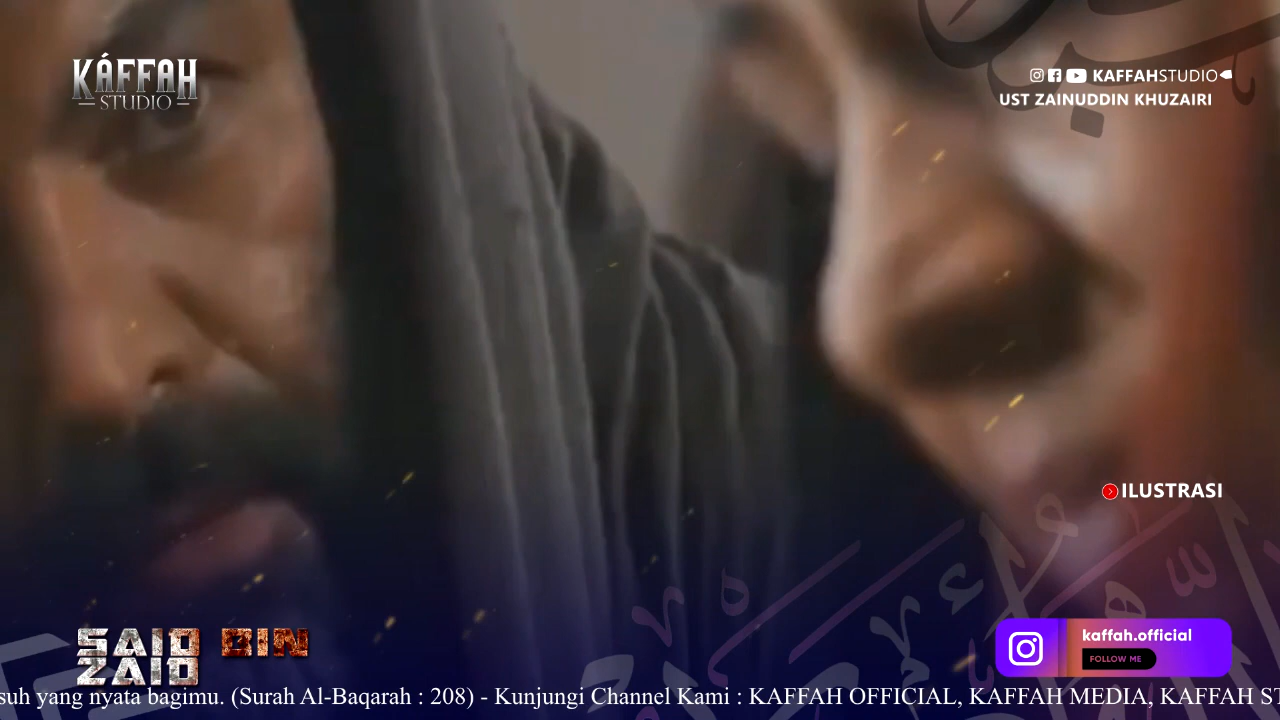 KÁFFAH
STUDIO
KAFFAHSTUDIO
UST ZAINUDDIN KHUZAIRI
ILUSTRASI
SAID BIN
ZAID
kaffah.official
FOLLOW ME
suh yang nyata bagimu. (Surah Al-Baqarah : 208) - Kunjungi Channel Kami : KAFFAH OFFICIAL, KAFFAH MEDIA, KAFFAH ST